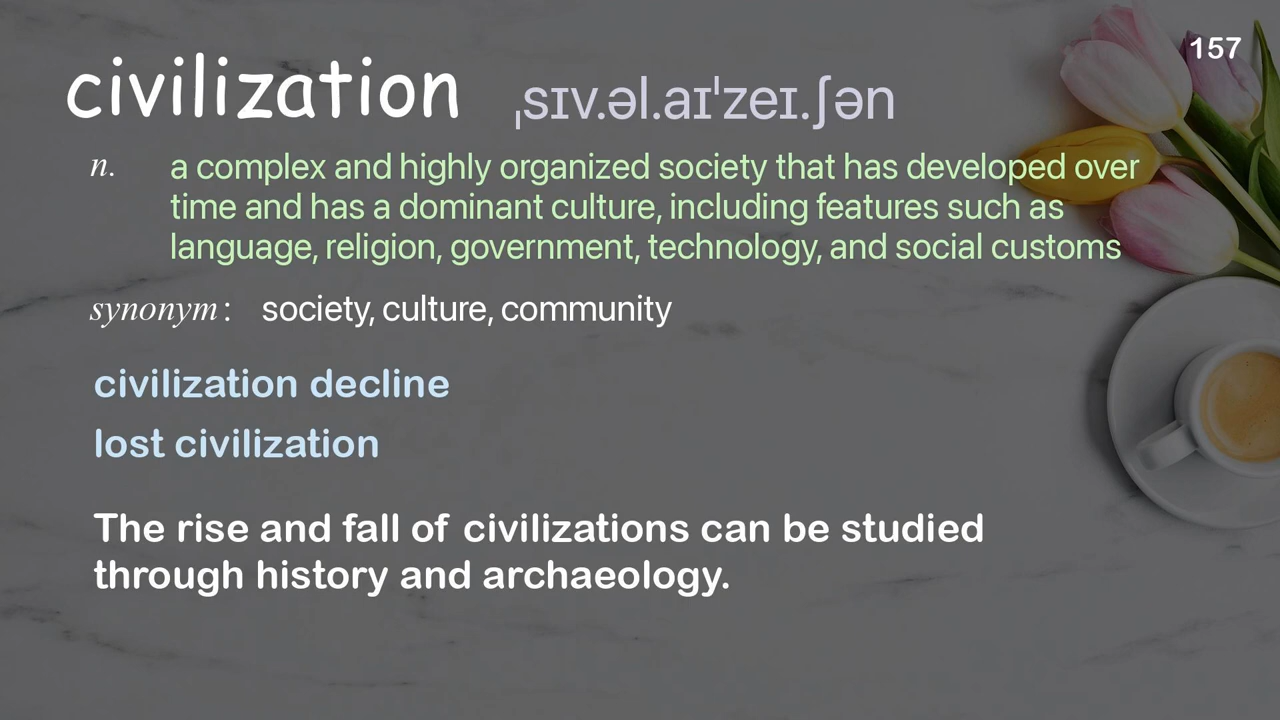 157
civilization ˌsɪv.əl.aɪˈzeɪ.ʃən
n. a complex and highly organized society that has developed over
time and has a dominant culture, including features such as
language, religion, government, technology, and social customs
synonym: society, culture, community
civilization decline
lost civilization
The rise and fall of civilizations can be studied
through history and archaeology.